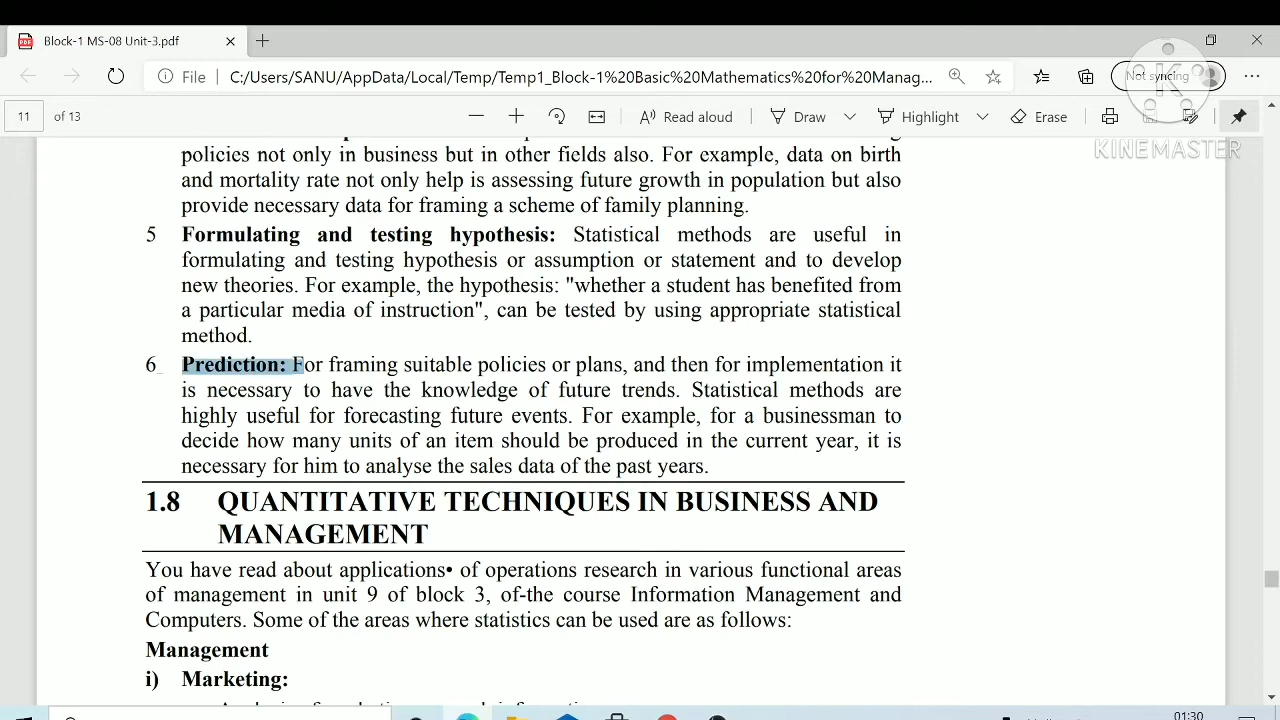 Block-1 MS-08 Unit-3.pdf
File C:/Users/SANU/AppData/Local/Temp/Temp1_Block-1%20Basic%20Mathematics%20for%20Manag...
Not syncing
11 of 13
Read aloud Draw Highlight Erase
KINEMASTER
policies not only in business but in other fields also. For example, data on birth
and mortality rate not only help is assessing future growth in population but also
provide necessary data for framing a scheme of family planning.
5 Formulating and testing hypothesis: Statistical methods are useful in
formulating and testing hypothesis or assumption or statement and to develop
new theories. For example, the hypothesis: "whether a student has benefited from
a particular media of instruction", can be tested by using appropriate statistical
method.
6 Prediction: For framing suitable policies or plans, and then for implementation it
is necessary to have the knowledge of future trends. Statistical methods are
highly useful for forecasting future events. For example, for a businessman to
decide how many units of an item should be produced in the current year, it is
necessary for him to analyse the sales data of the past years.
1.8 QUANTITATIVE TECHNIQUES IN BUSINESS AND
MANAGEMENT
You have read about applications• of operations research in various functional areas
of management in unit 9 of block 3, of-the course Information Management and
Computers. Some of the areas where statistics can be used are as follows:
Management
i) Marketing:
01:30